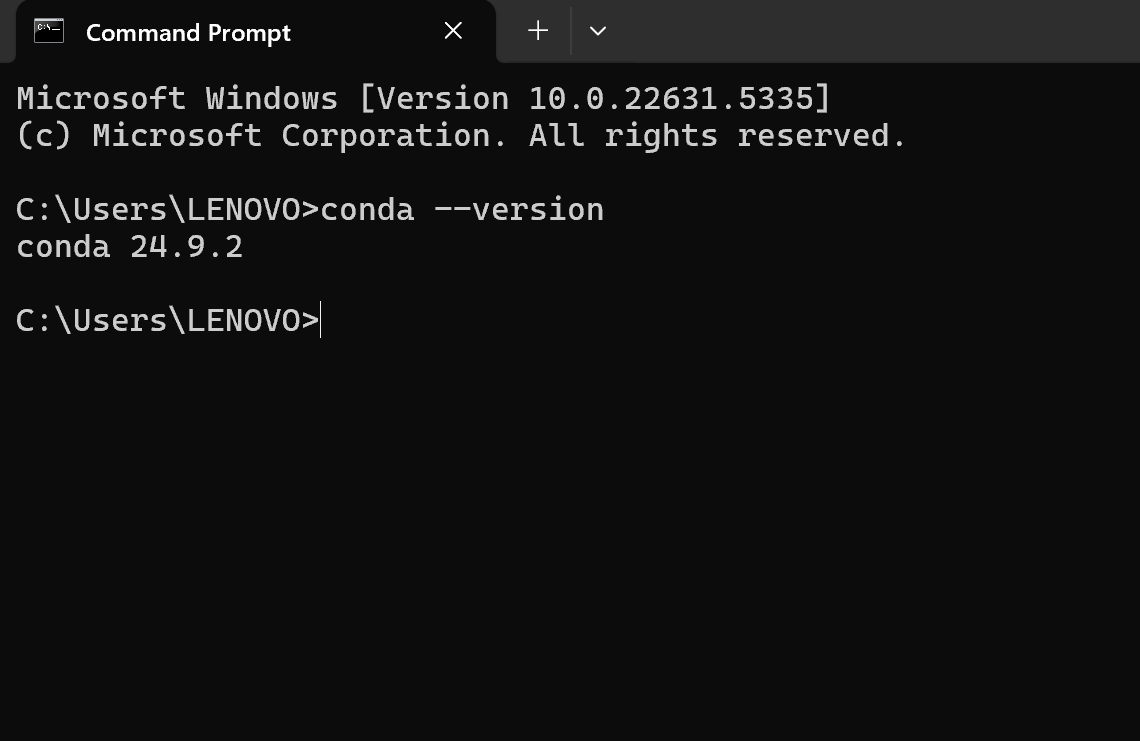 Command Prompt
Microsoft Windows [Version 10.0.22631.5335]
(c) Microsoft Corporation. All rights reserved.
C:\Users\LENOVO>conda --version
conda 24.9.2
C:\Users\LENOVO>